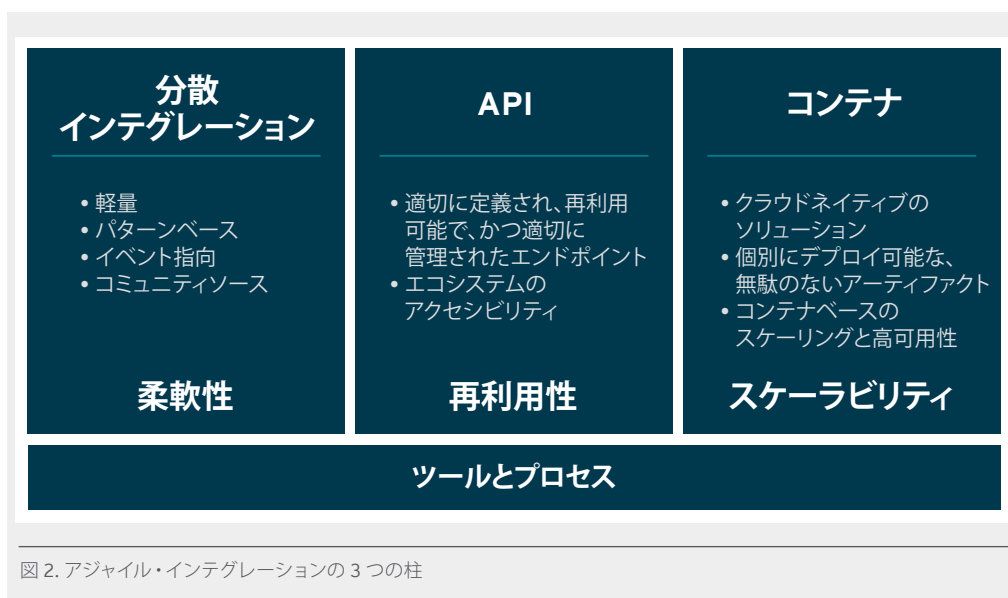 分散
インテグレーション
• 軽量
• パターンベース
• イベント指向
• コミュニティソース
柔軟性
API
• 適切に定義され、再利用
可能で、かつ適切に
管理されたエンドポイント
• エコシステムの
アクセシビリティ
再利用性
コンテナ
• クラウドネイティブの
ソリューション
• 個別にデプロイ可能な、
無駄のないアーティファクト
• コンテナベースの
スケーリングと高可用性
スケーラビリティ
ツールとプロセス
図 2. アジャイル・インテグレーションの 3 つの柱